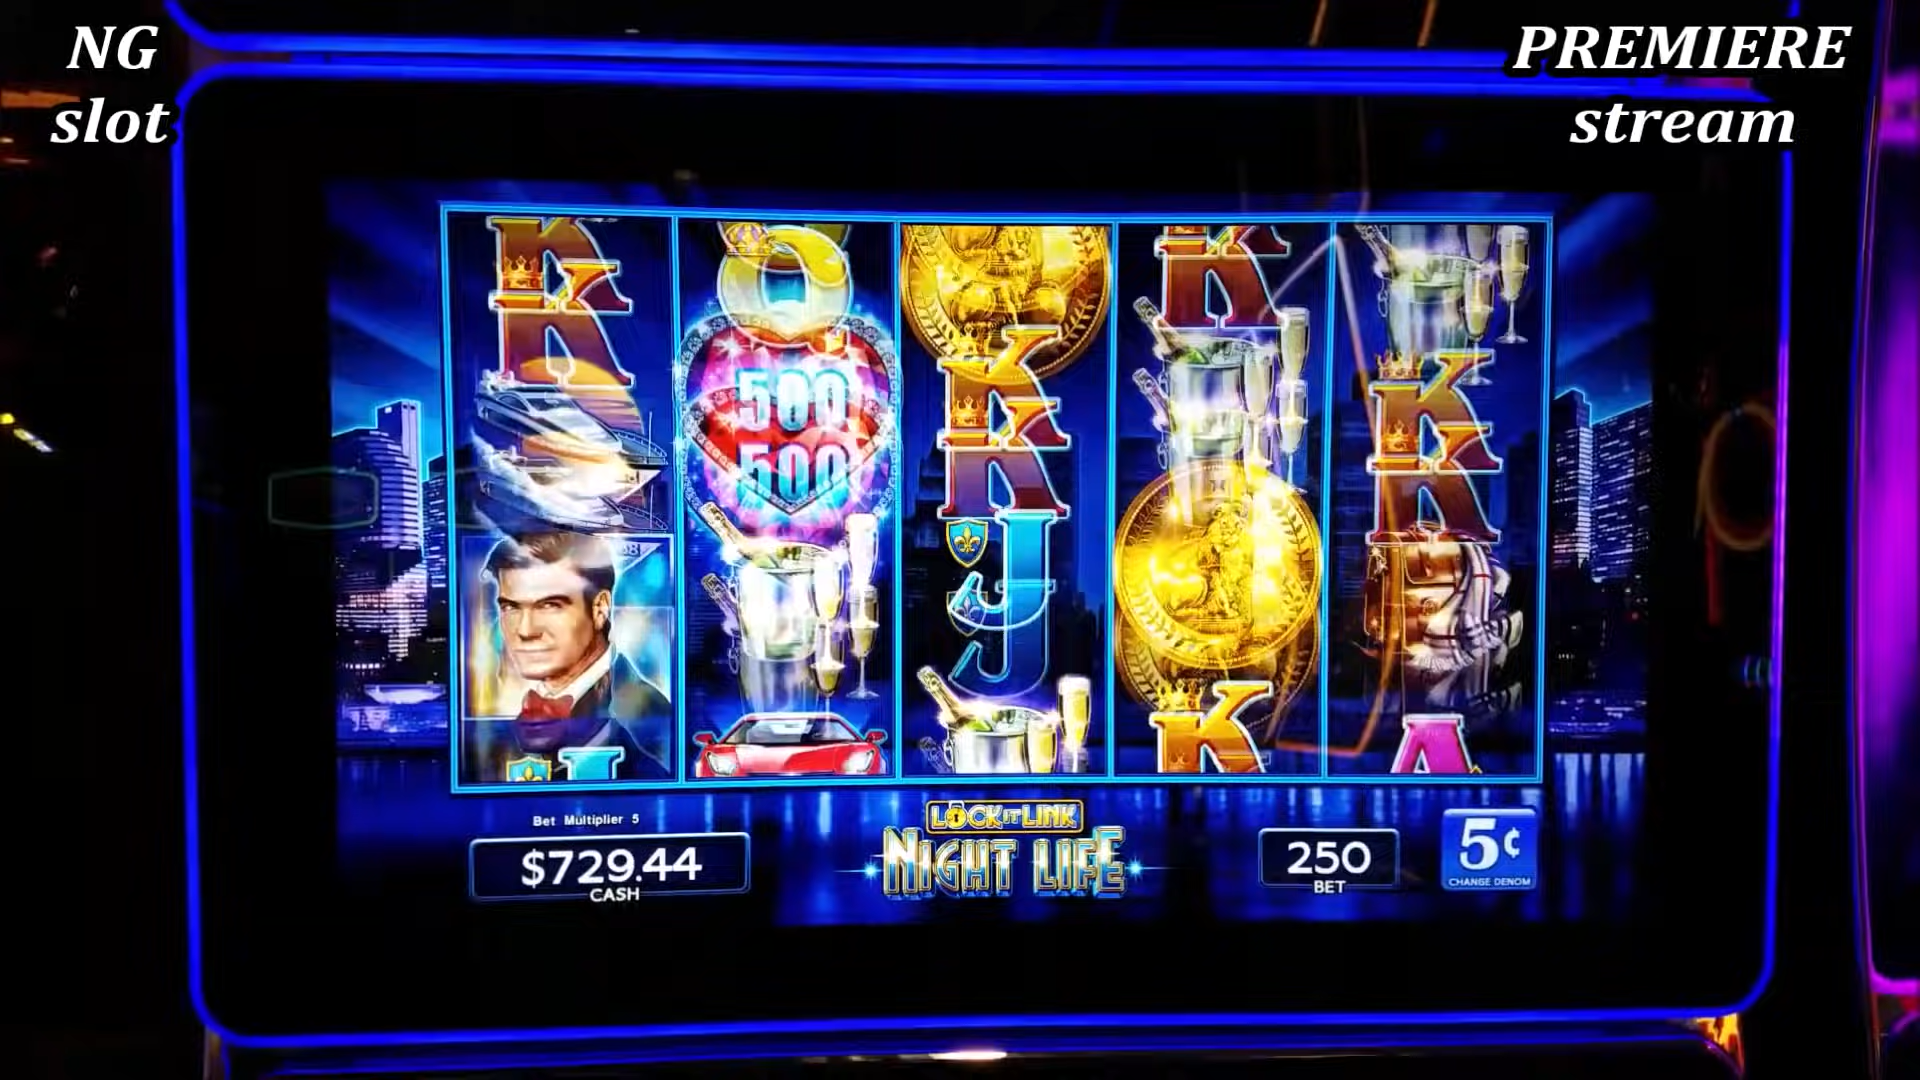 NG
slot
PREMIERE
stream
K
K
Q
K
K
500
500
K
K
K
K
J
J
J
K
A
Bet Multiplier 5
$729.44
CASH
LOCK IT LINK
NIGHT LIFE
250
BET
5¢
CHANGE DENOM